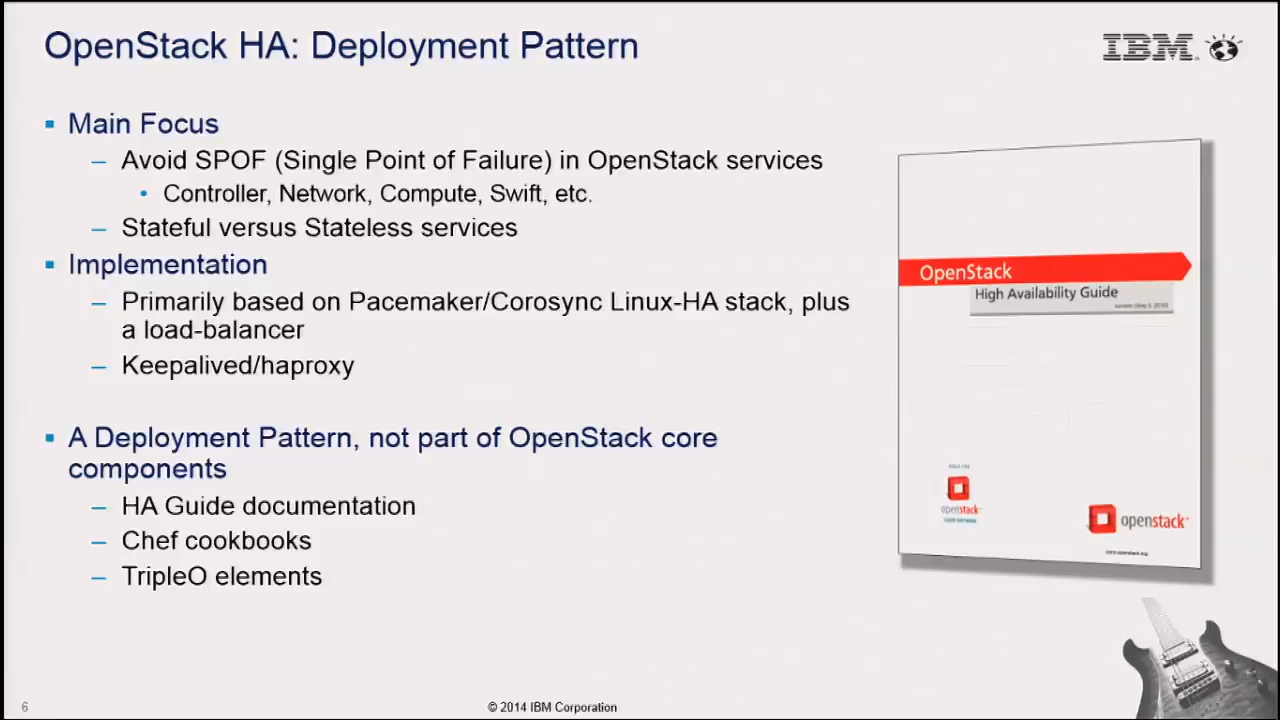 OpenStack HA: Deployment Pattern
IBM
Main Focus
– Avoid SPOF (Single Point of Failure) in OpenStack services
• Controller, Network, Compute, Swift, etc.
– Stateful versus Stateless services
Implementation
– Primarily based on Pacemaker/Corosync Linux-HA stack, plus
a load-balancer
– Keepalived/haproxy
A Deployment Pattern, not part of OpenStack core
components
– HA Guide documentation
– Chef cookbooks
– TripleO elements
OpenStack
High Availability Guide
openstack
openstack
www.openstack.org
6
© 2014 IBM Corporation